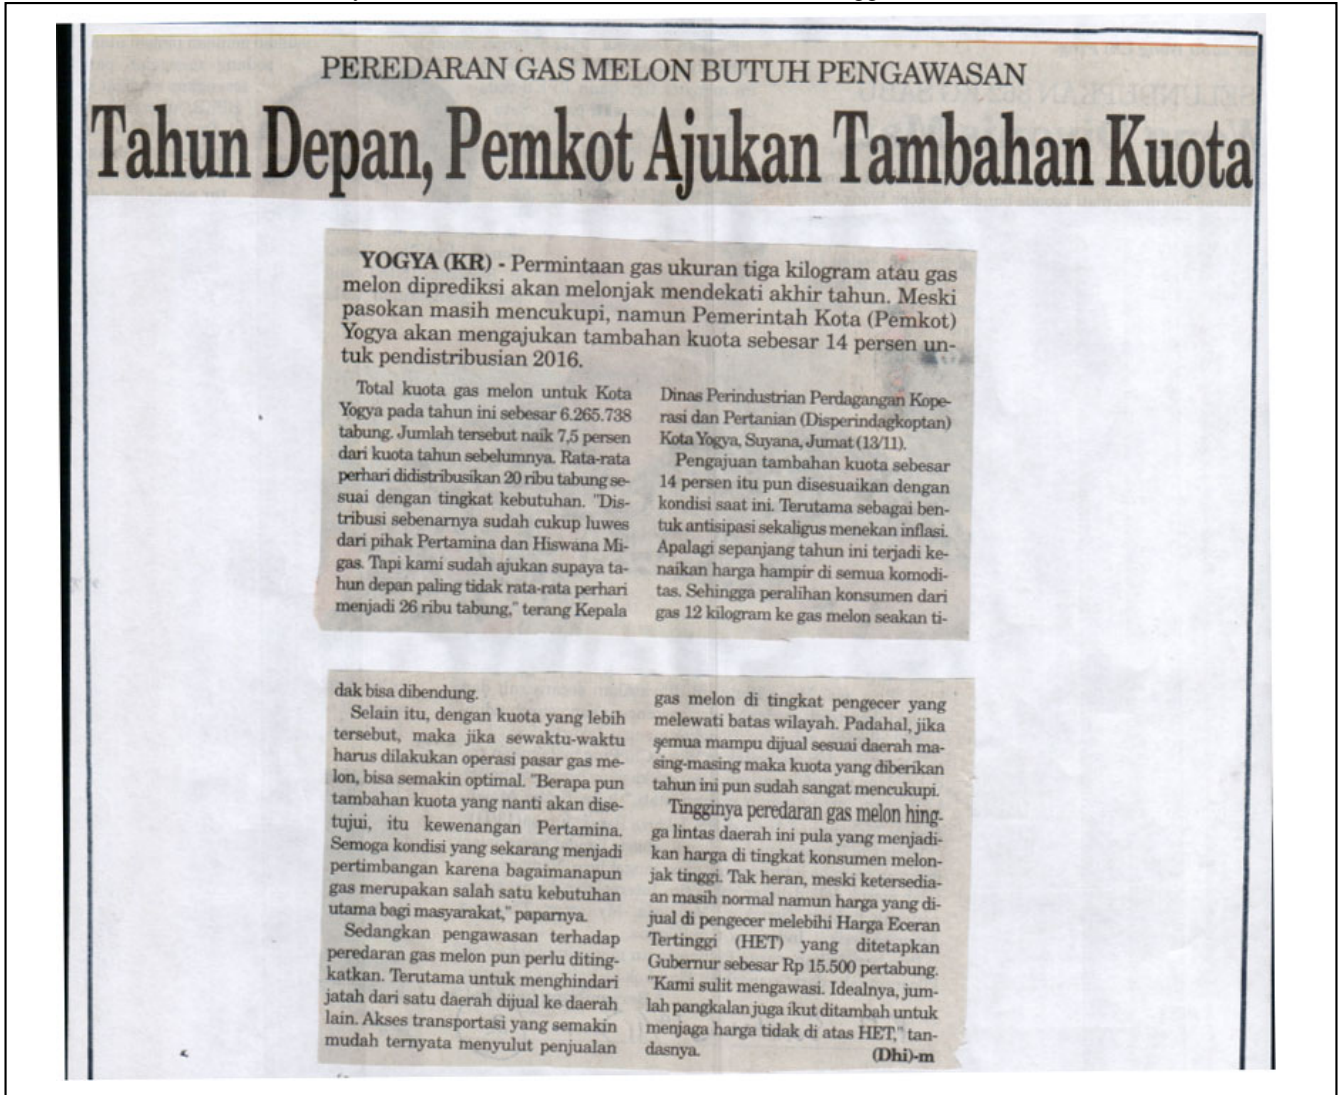 PEREDARAN GAS MELON BUTUH PENGAWASAN
Tahun Depan, Pemkot Ajukan Tambahan Kuota
YOGYA (KR) - Permintaan gas ukuran tiga kilogram atau gas
melon diprediksi akan melonjak mendekati akhir tahun. Meski
pasokan masih mencukupi, namun Pemerintah Kota (Pemkot)
Yogya akan mengajukan tambahan kuota sebesar 14 persen un-
tuk pendistribusian 2016.
Total kuota gas melon untuk Kota
Yogya pada tahun ini sebesar 6.265.738
tabung. Jumlah tersebut naik 7,5 persen
dari kuota tahun sebelumnya. Rata-rata
perhari didistribusikan 20 ribu tabung se-
suai dengan tingkat kebutuhan. "Dis-
tribusi sebenarnya sudah cukup luwes
dari pihak Pertamina dan Hiswana Mi-
gas. Tapi kami sudah ajukan supaya ta-
hun depan paling tidak rata-rata perhari
menjadi 26 ribu tabung," terang Kepala
Dinas Perindustrian Perdagangan Kope-
rasi dan Pertanian (Disperindagkoptan)
Kota Yogya, Suyana, Jumat (13/11).
Pengajuan tambahan kuota sebesar
14 persen itu pun disesuaikan dengan
kondisi saat ini. Terutama sebagai ben-
tuk antisipasi sekaligus menekan inflasi.
Apalagi sepanjang tahun ini terjadi ke-
naikan harga hampir di semua komodi-
tas. Sehingga peralihan konsumen dari
gas 12 kilogram ke gas melon seakan ti-
dak bisa dibendung.
Selain itu, dengan kuota yang lebih
tersebut, maka jika sewaktu-waktu
harus dilakukan operasi pasar gas me-
lon, bisa semakin optimal. "Berapa pun
tambahan kuota yang nanti akan dise-
tujui, itu kewenangan Pertamina.
Semoga kondisi yang sekarang menjadi
pertimbangan karena bagaimanapun
gas merupakan salah satu kebutuhan
utama bagi masyarakat," paparnya.
Sedangkan pengawasan terhadap
peredaran gas melon pun perlu diting-
katkan. Terutama untuk menghindari
jatah dari satu daerah dijual ke daerah
lain. Akses transportasi yang semakin
mudah ternyata menyulut penjualan
gas melon di tingkat pengecer yang
melewati batas wilayah. Padahal, jika
semua mampu dijual sesuai daerah ma-
sing-masing maka kuota yang diberikan
tahun ini pun sudah sangat mencukupi.
Tingginya peredaran gas melon hing-
ga lintas daerah ini pula yang menjadi-
kan harga di tingkat konsumen melon-
jak tinggi. Tak heran, meski ketersedia-
an masih normal namun harga yang di-
jual di pengecer melebihi Harga Eceran
Tertinggi (HET) yang ditetapkan
Gubernur sebesar Rp 15.500 pertabung.
"Kami sulit mengawasi. Idealnya, jum-
lah pangkalan juga ikut ditambah untuk
menjaga harga tidak di atas HET," tan-
dasnya. (Dhi)-m